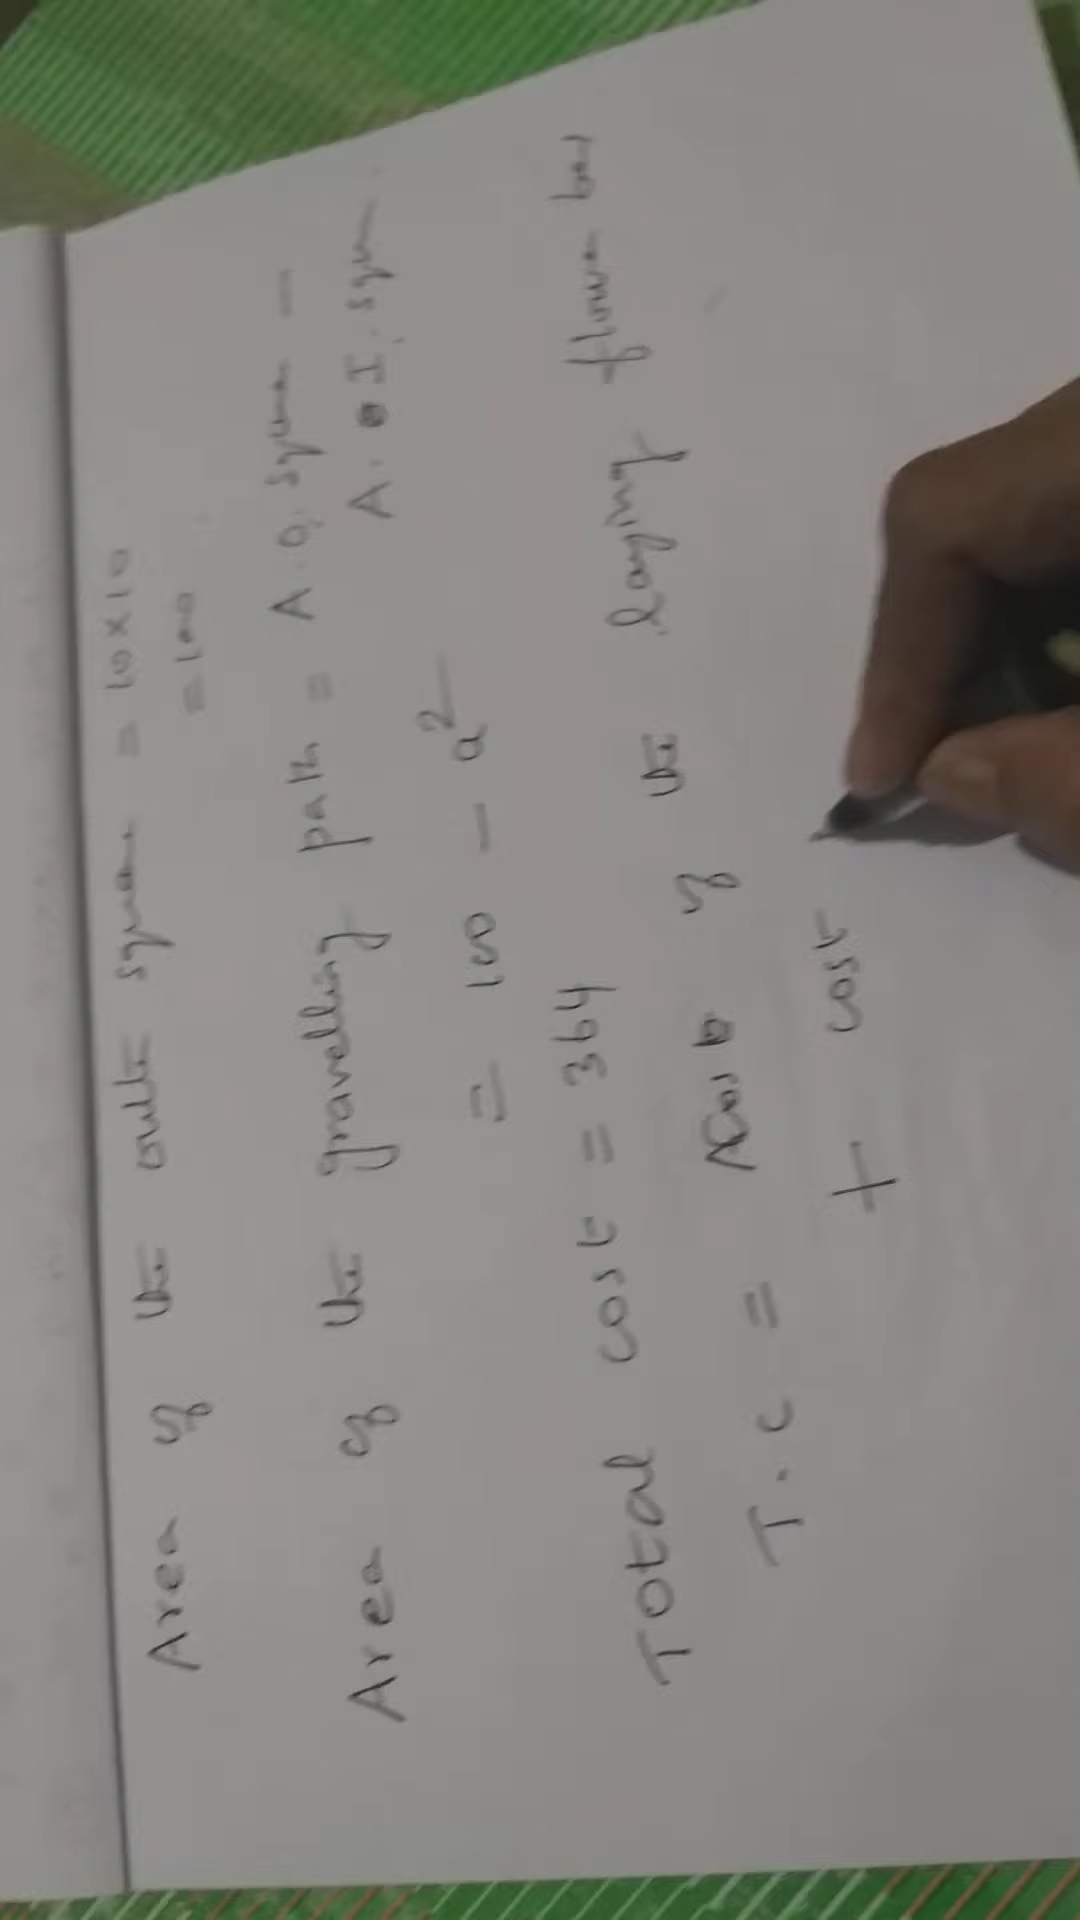 Area of the outer square = 10 x 10
= 100
Area of the gravelling path = A. O. square -
A. I. square.
= 100 - a²
Total cost = 364
T.C = cost of the laying flower bed
+ cost